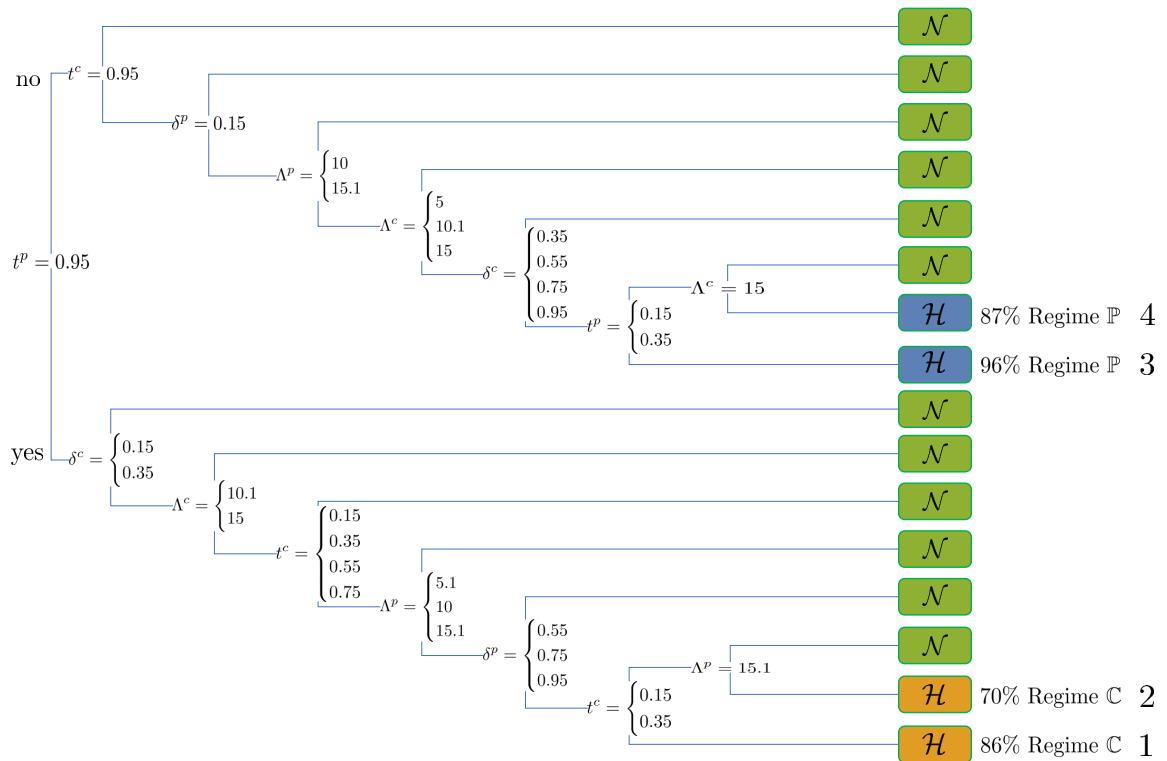 𝒩
no
t^c = 0.95
𝒩
δ^p = 0.15
𝒩
Λ^p = { 10
15.1
𝒩
Λ^c = { 5
10.1
15
𝒩
δ^c = { 0.35
0.55
0.75
0.95
t^p = 0.95
𝒩
Λ^c = 15
t^p = { 0.15
0.35
ℋ 87% Regime ℙ 4
ℋ 96% Regime ℙ 3
𝒩
yes
δ^c = { 0.15
0.35
𝒩
Λ^c = { 10.1
15
𝒩
t^c = { 0.15
0.35
0.55
0.75
𝒩
Λ^p = { 5.1
10
15.1
𝒩
δ^p = { 0.55
0.75
0.95
𝒩
Λ^p = 15.1
t^c = { 0.15
0.35
ℋ 70% Regime ℂ 2
ℋ 86% Regime ℂ 1